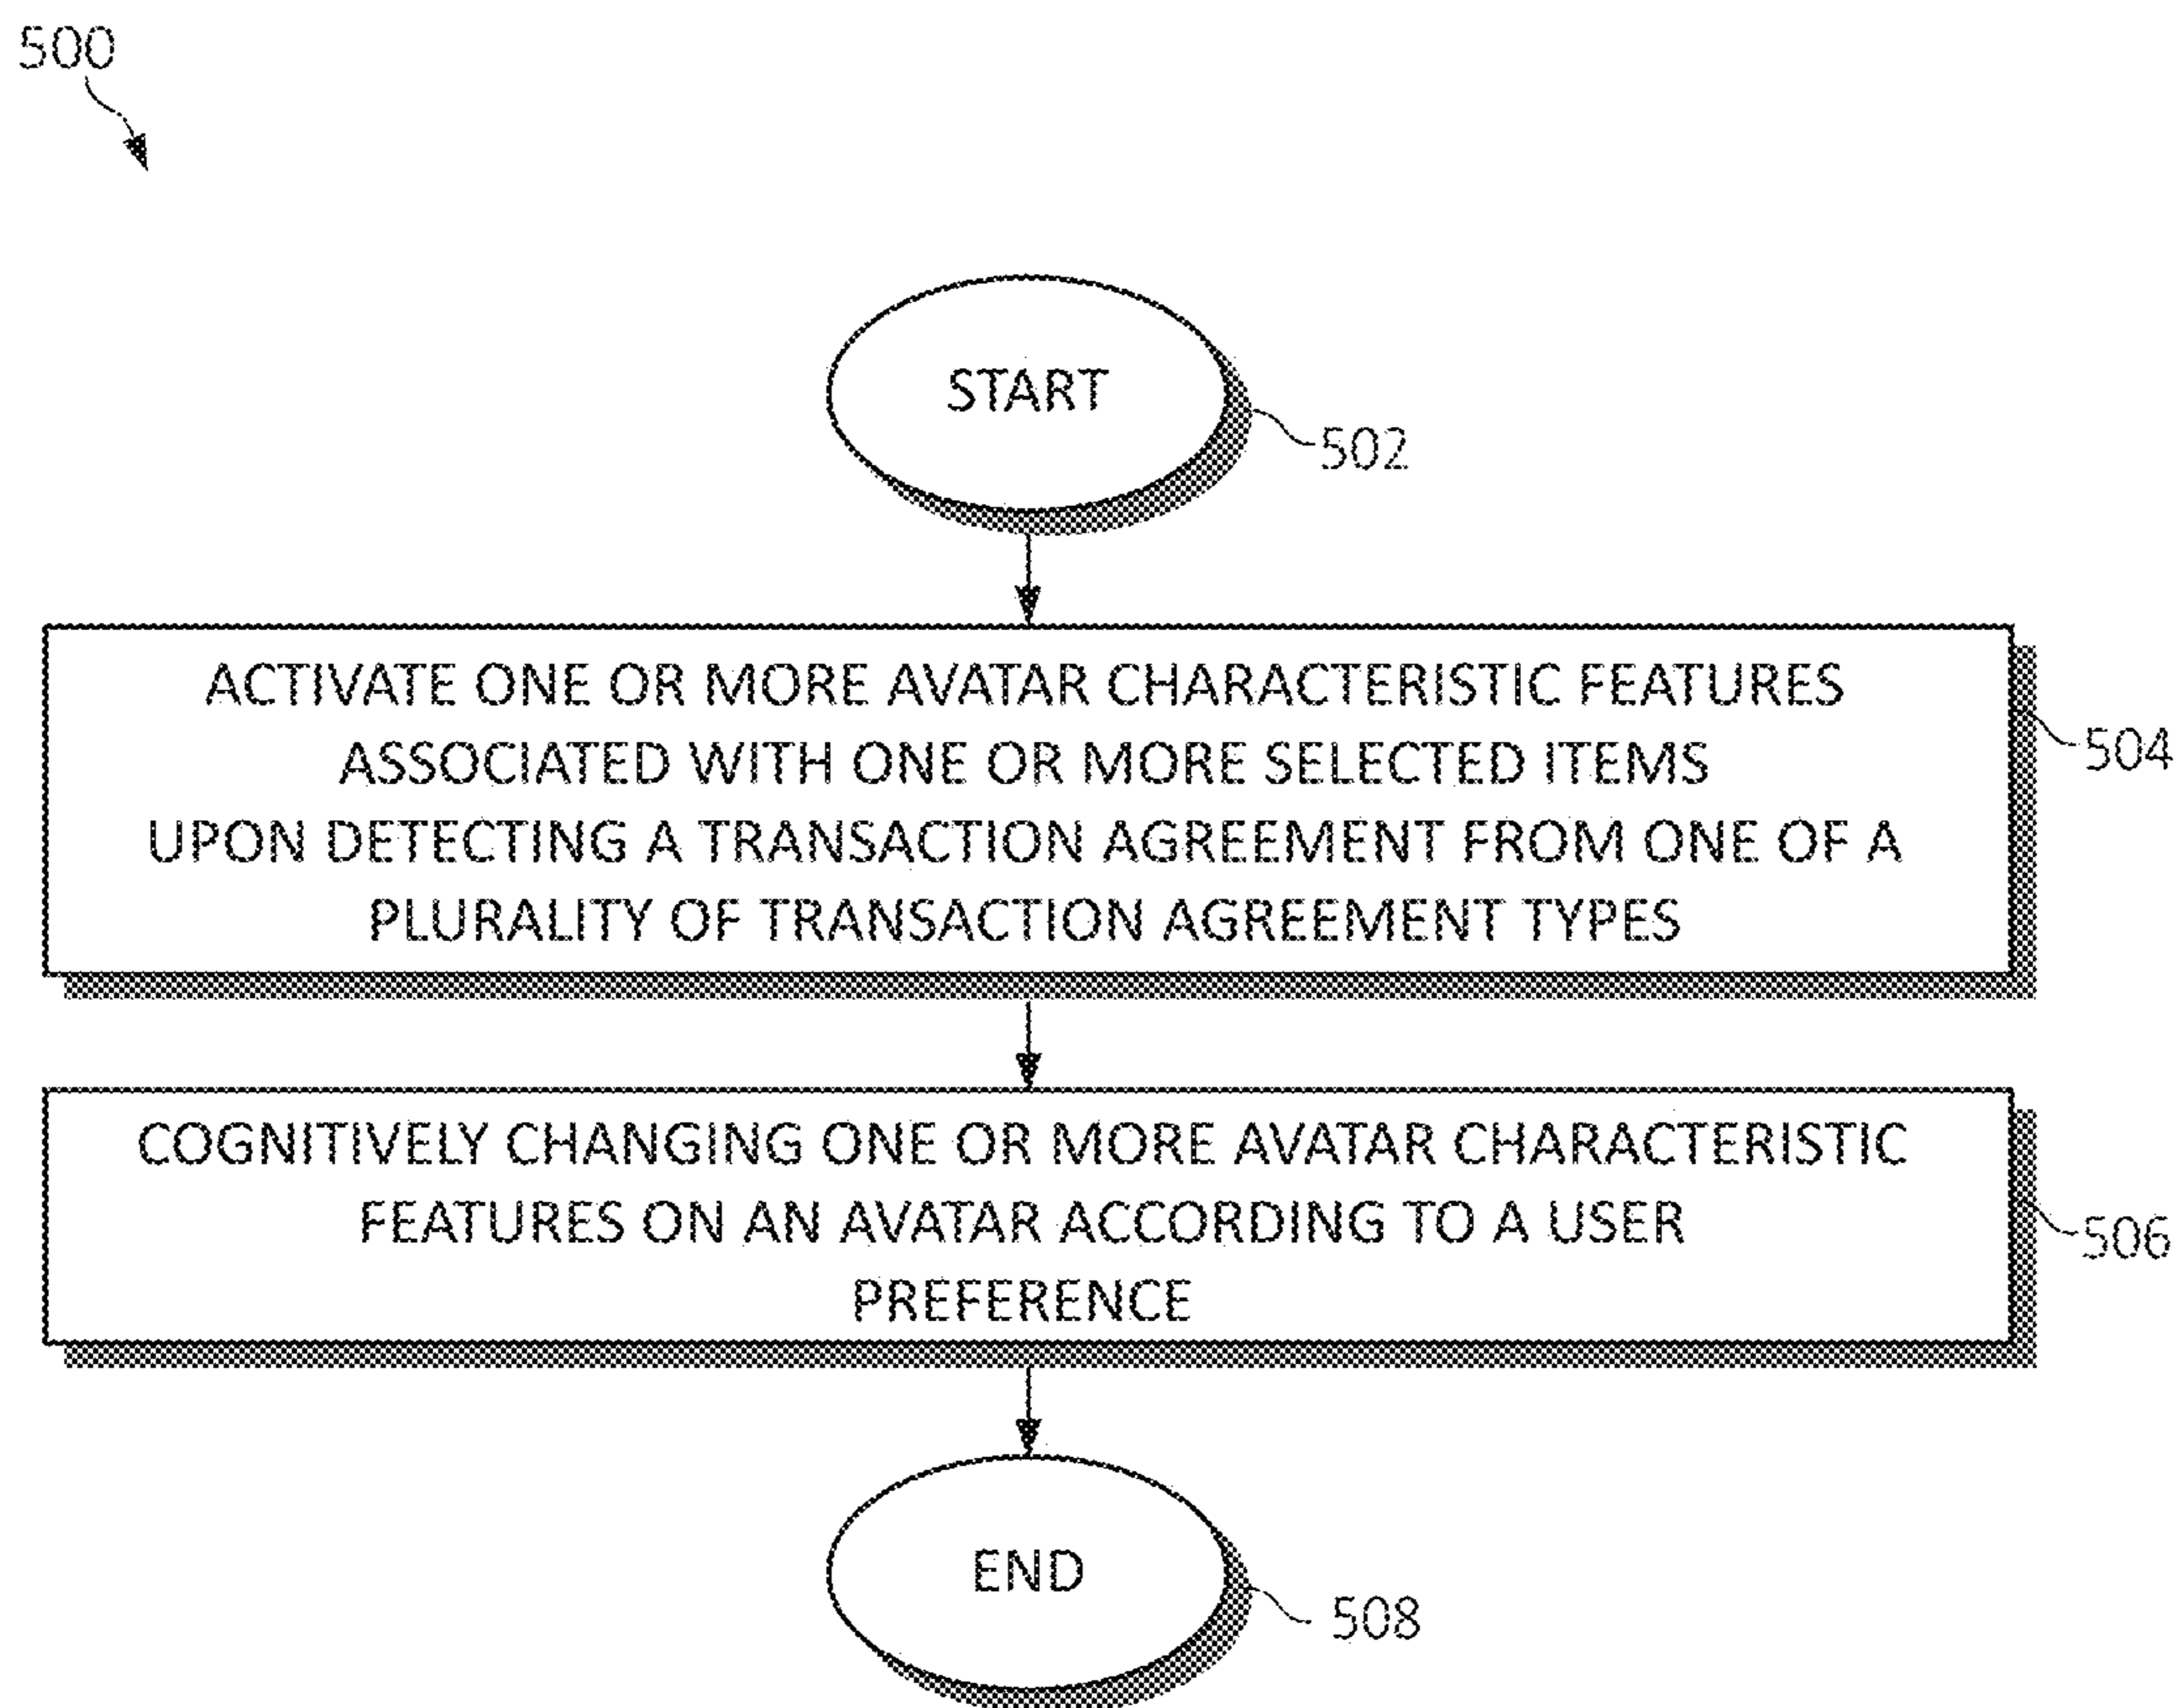 500
START
502
ACTIVATE ONE OR MORE AVATAR CHARACTERISTIC FEATURES
ASSOCIATED WITH ONE OR MORE SELECTED ITEMS
UPON DETECTING A TRANSACTION AGREEMENT FROM ONE OF A
PLURALITY OF TRANSACTION AGREEMENT TYPES
504
COGNITIVELY CHANGING ONE OR MORE AVATAR CHARACTERISTIC
FEATURES ON AN AVATAR ACCORDING TO A USER
PREFERENCE
506
END
508